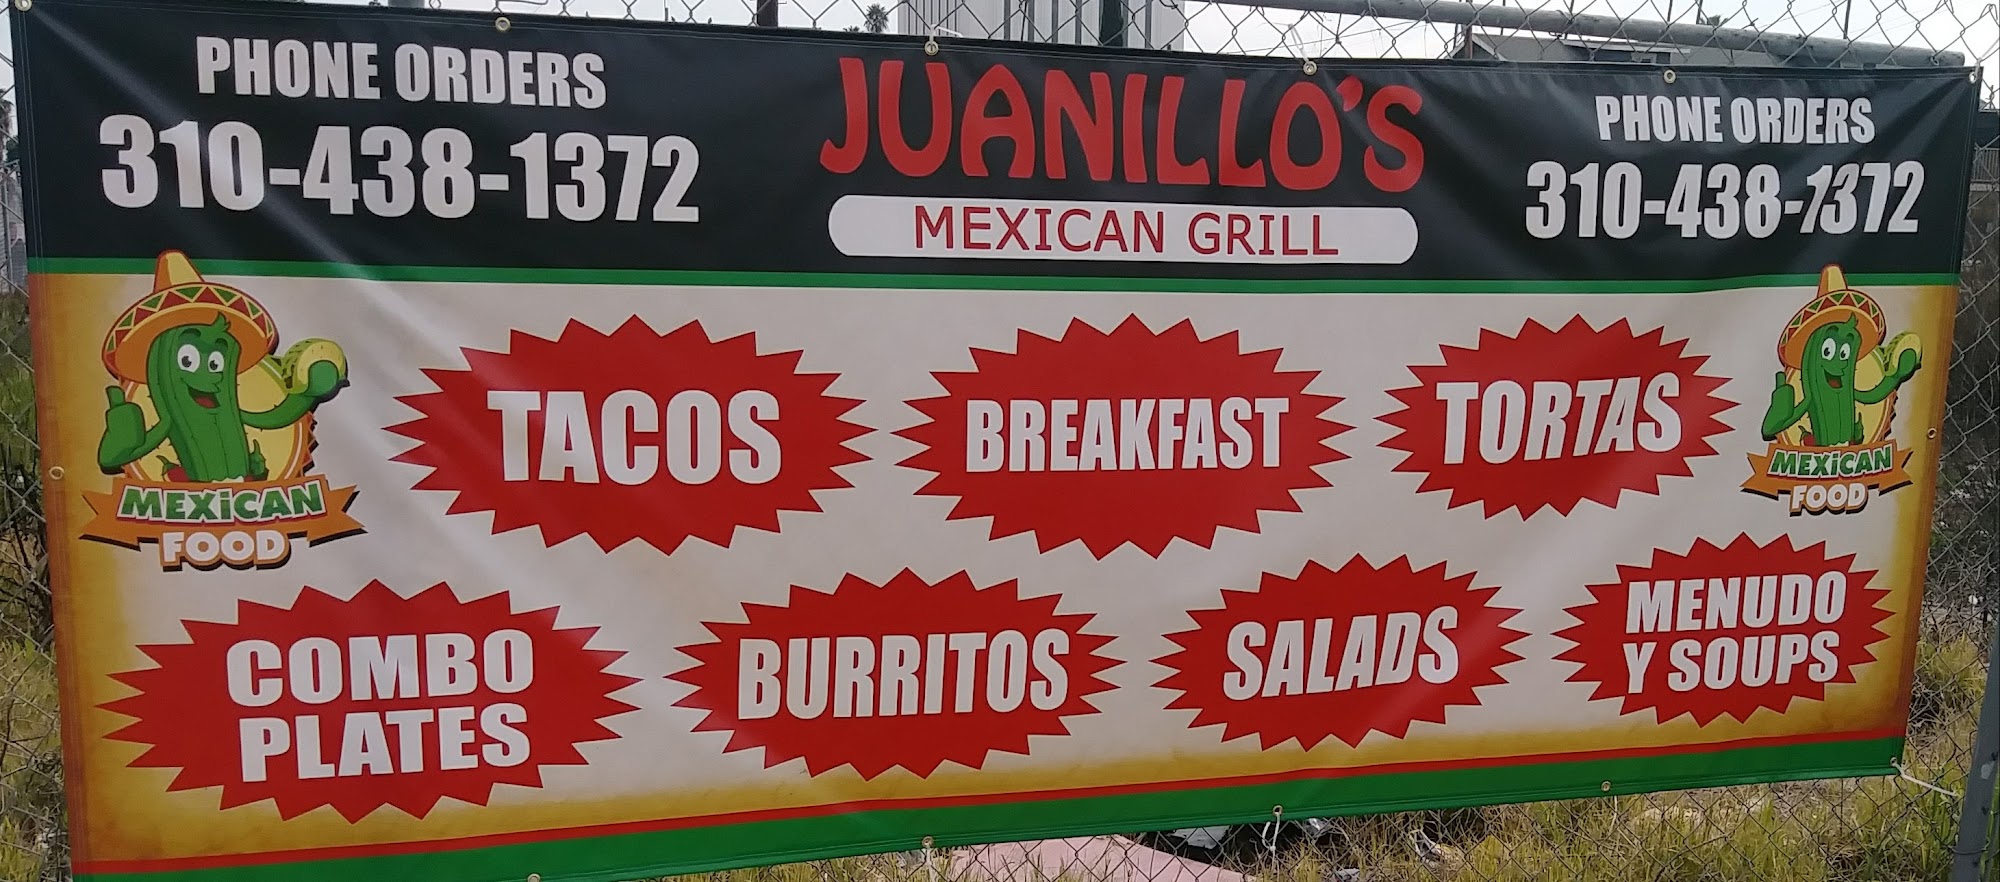 PHONE ORDERS
310-438-1372
JUANILLO'S
MEXICAN GRILL
PHONE ORDERS
310-438-1372
MEXiCAN
FOOD
TACOS
BREAKFAST
TORTAS
MEXiCAN
FOOD
COMBO
PLATES
BURRITOS
SALADS
MENUDO
Y SOUPS